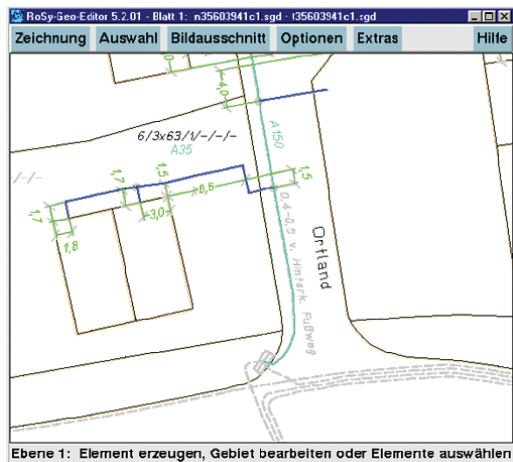 RoSy-Geo-Editor 5.2.01 - Blatt 1: n35603941c1.sgd - i35603941c1.sgd
Zeichnung Auswahl Bildausschnitt Optionen Extras Hilfe
4,0
A150
6/3x63/1/-/-/-
A35
/-/-
1,7
1,5
6,5
1,5
1,7
3,0
1,8
0,4-0,5 v. Hinterk. Fußweg
Ortland
Ebene 1: Element erzeugen, Gebiet bearbeiten oder Elemente auswählen